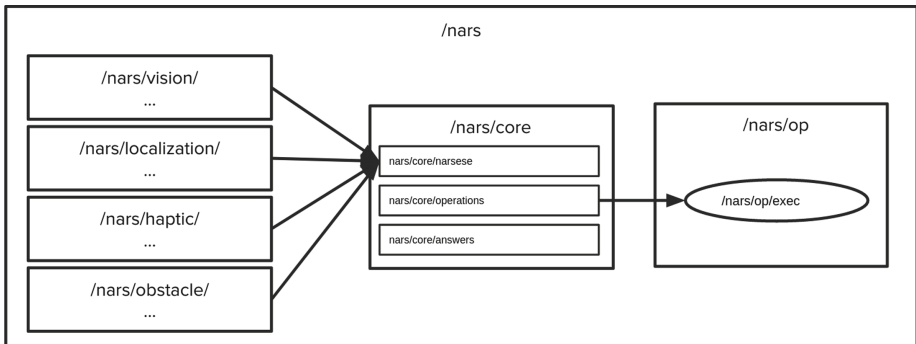 /nars
/nars/vision/
...
/nars/localization/
...
/nars/haptic/
...
/nars/obstacle/
...
/nars/core
nars/core/narsese
nars/core/operations
nars/core/answers
/nars/op
/nars/op/exec